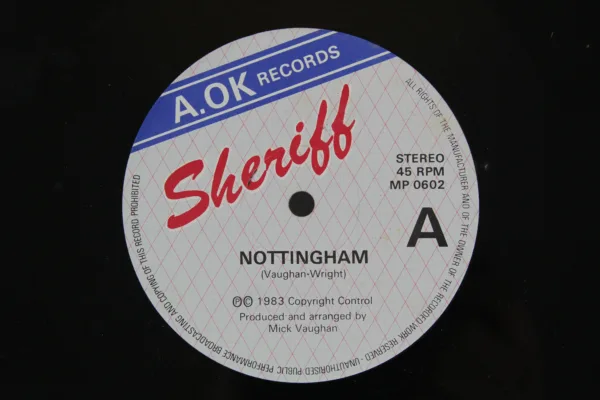 A.OK RECORDS
Sheriff
STEREO
45 RPM
MP 0602
A
NOTTINGHAM
(Vaughan-Wright)
℗© 1983 Copyright Control
Produced and arranged by
Mick Vaughan
ALL RIGHTS OF THE MANUFACTURER AND OF THE OWNER OF THE RECORDED WORK RESERVED - UNAUTHORISED PUBLIC PERFORMANCE BROADCASTING AND COPYING OF THIS RECORD PROHIBITED